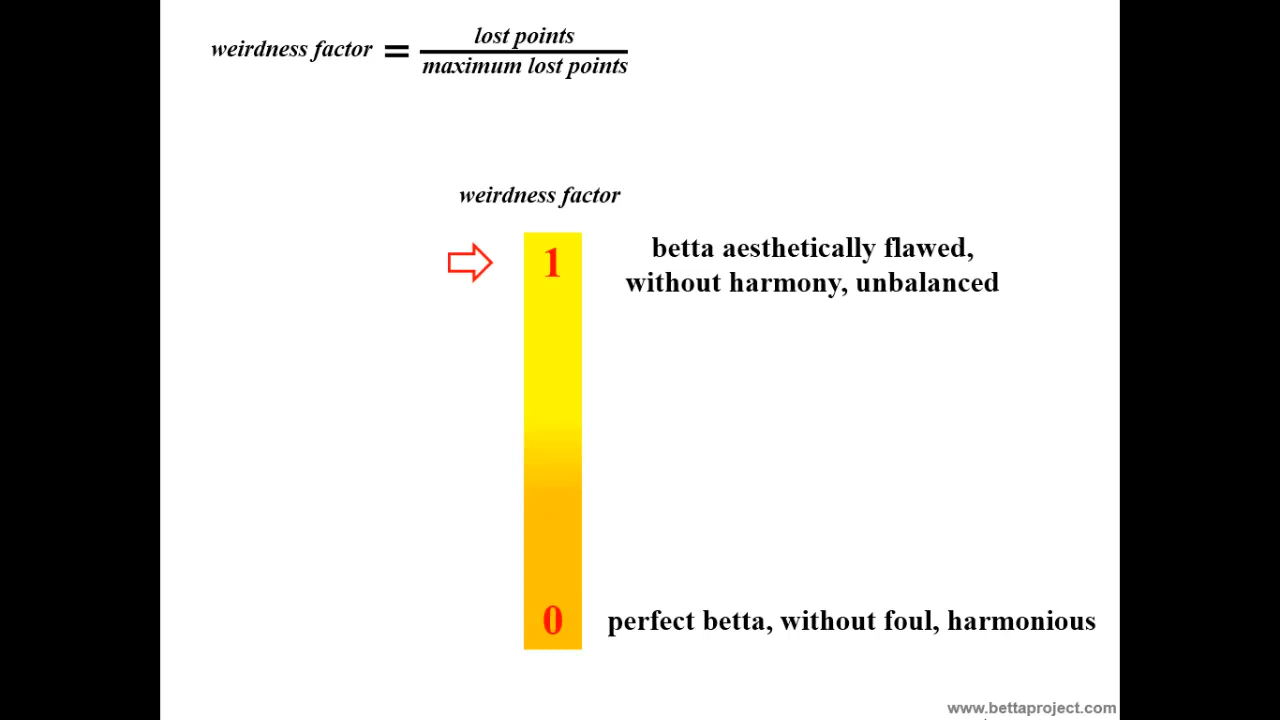 weirdness factor = lost points
maximum lost points
weirdness factor
1
betta aesthetically flawed,
without harmony, unbalanced
0
perfect betta, without foul, harmonious
www.bettaproject.com